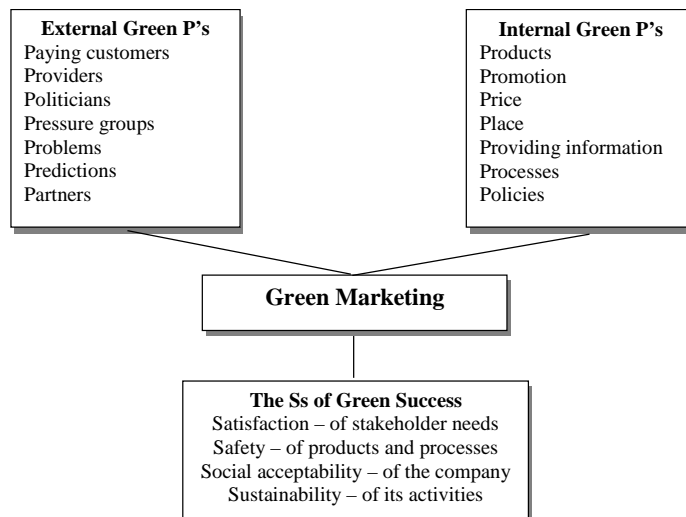 External Green P's
Paying customers
Providers
Politicians
Pressure groups
Problems
Predictions
Partners
Internal Green P's
Products
Promotion
Price
Place
Providing information
Processes
Policies
Green Marketing
The Ss of Green Success
Satisfaction – of stakeholder needs
Safety – of products and processes
Social acceptability – of the company
Sustainability – of its activities